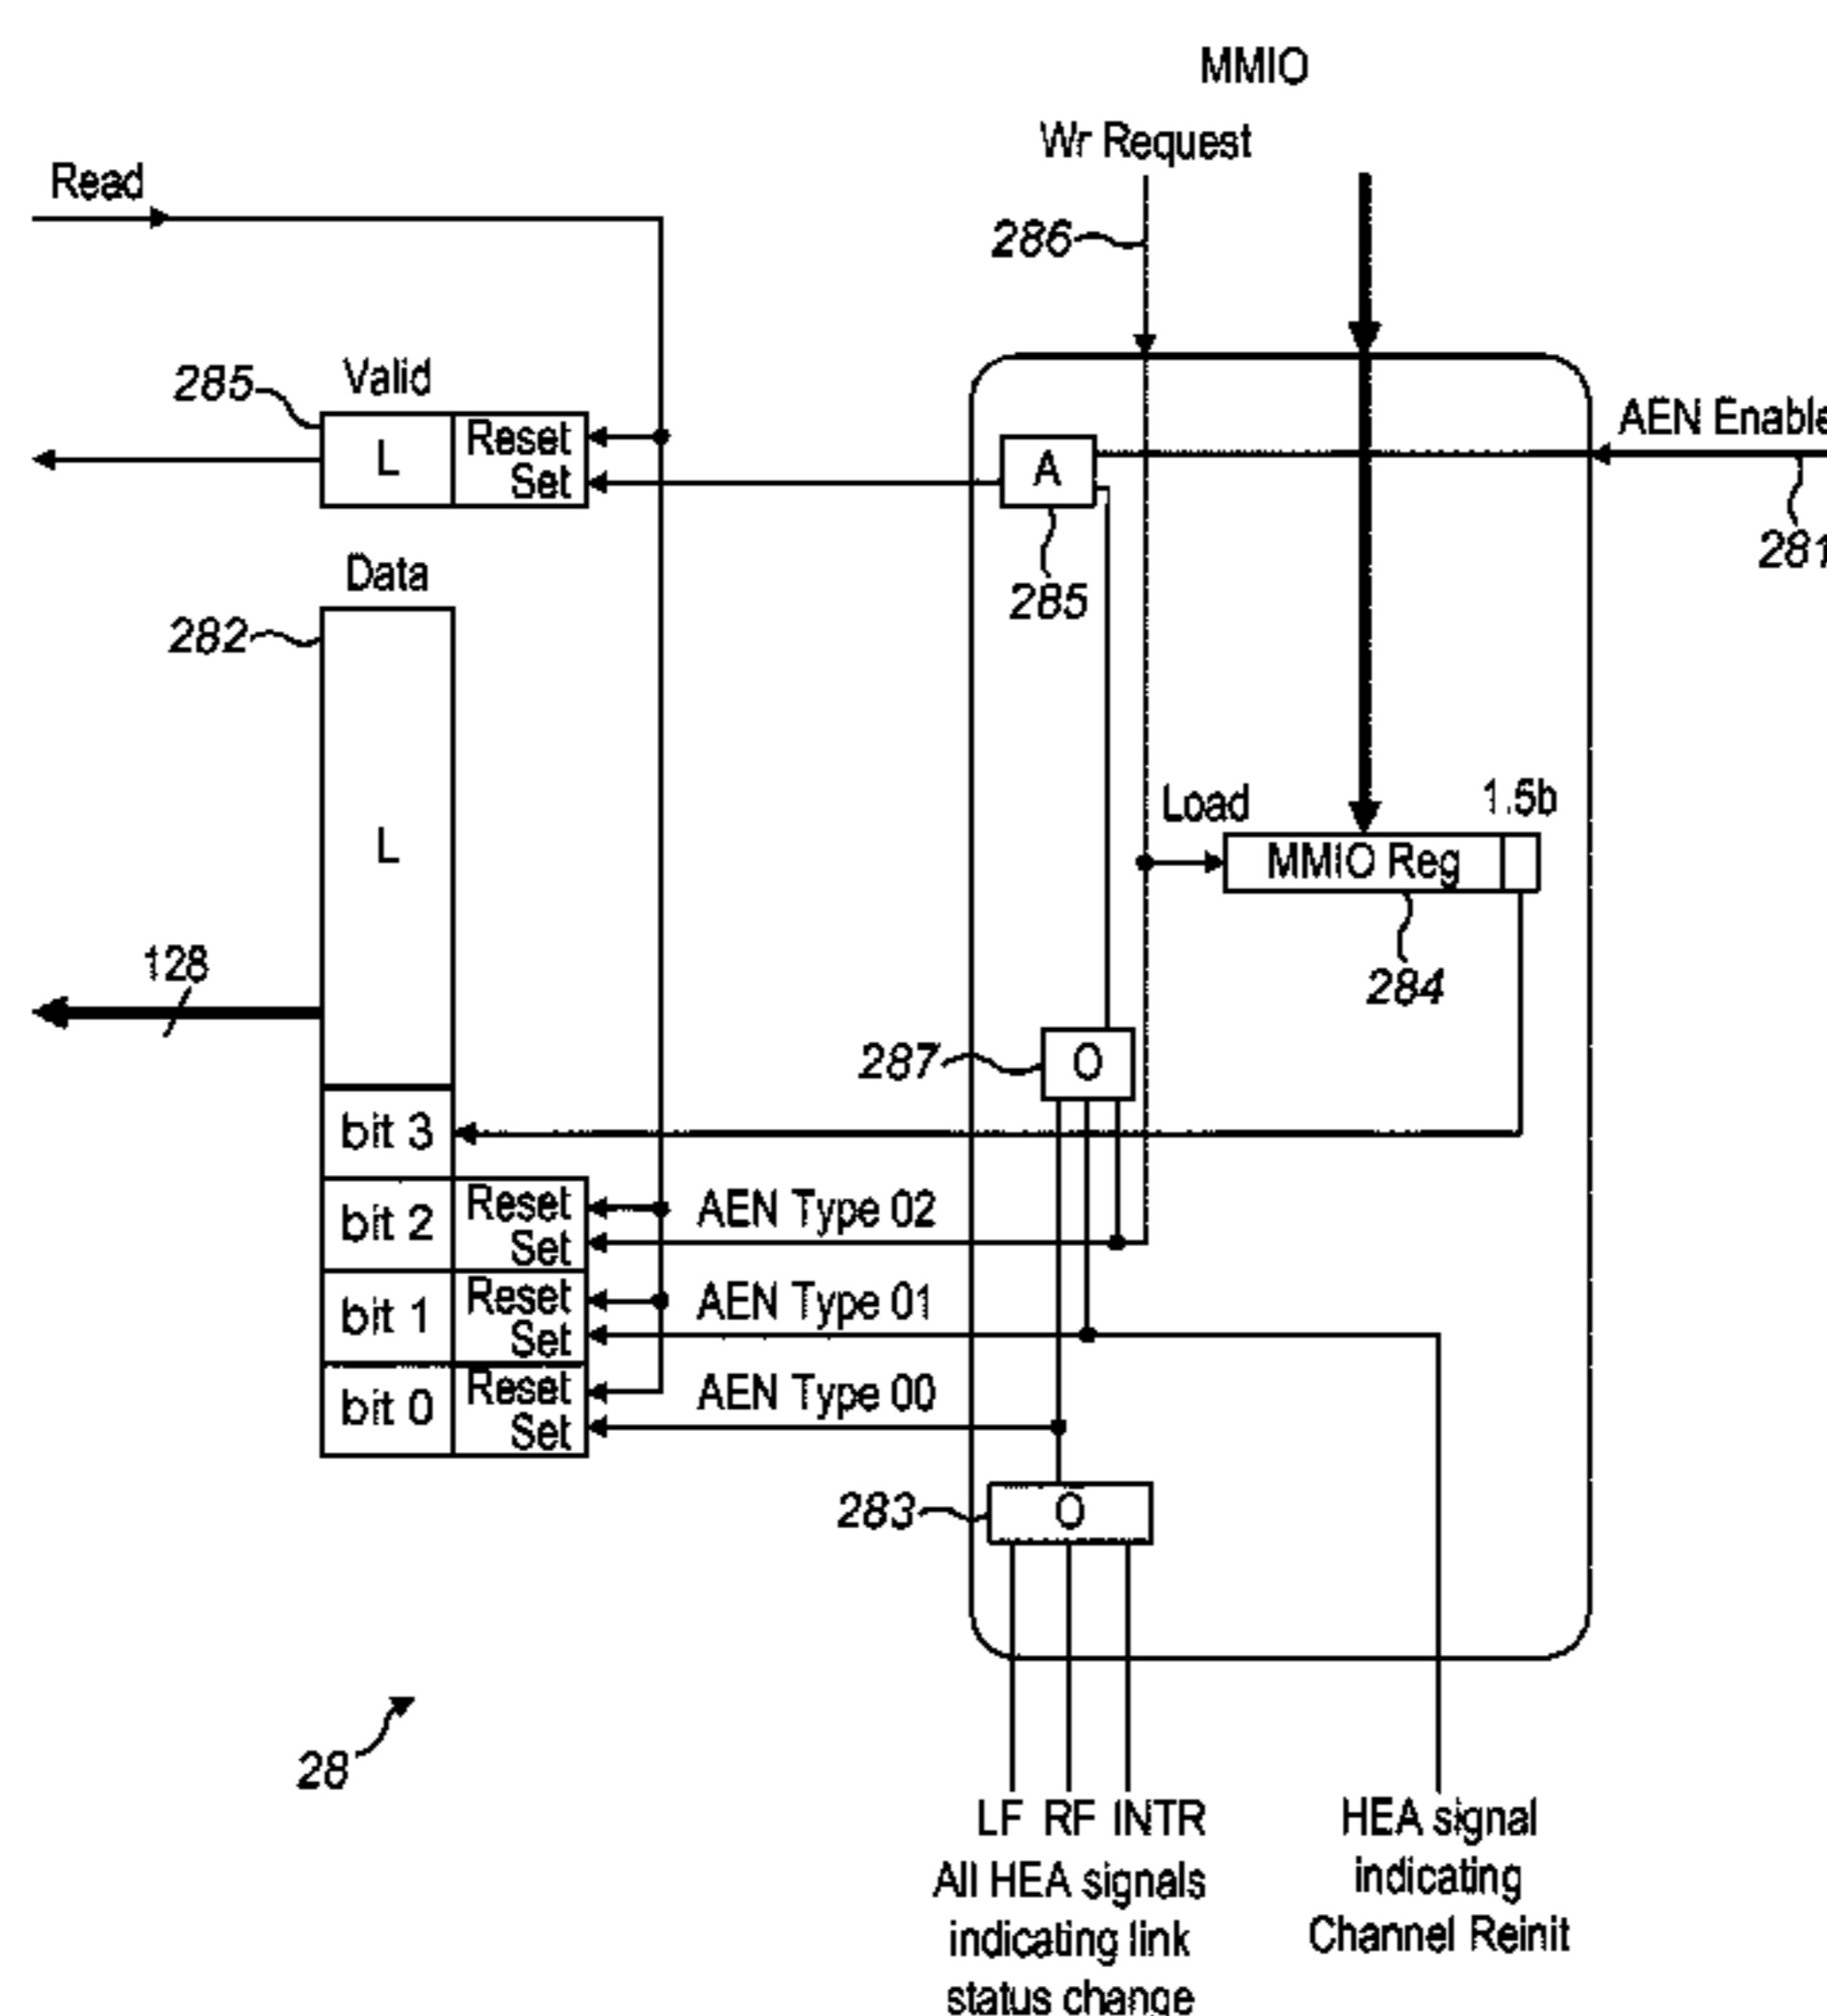 MMIO
Wr Request
Read
286
Valid
285
L
Reset
Set
A
AEN Enable
281
285
Data
282
L
Load
1.5b
MMIO Reg
284
128
287
O
bit 3
bit 2
Reset
Set
AEN Type 02
bit 1
Reset
Set
AEN Type 01
bit 0
Reset
Set
AEN Type 00
283
O
28
LF RF INTR
All HEA signals
indicating link
status change
HEA signal
indicating
Channel Reinit